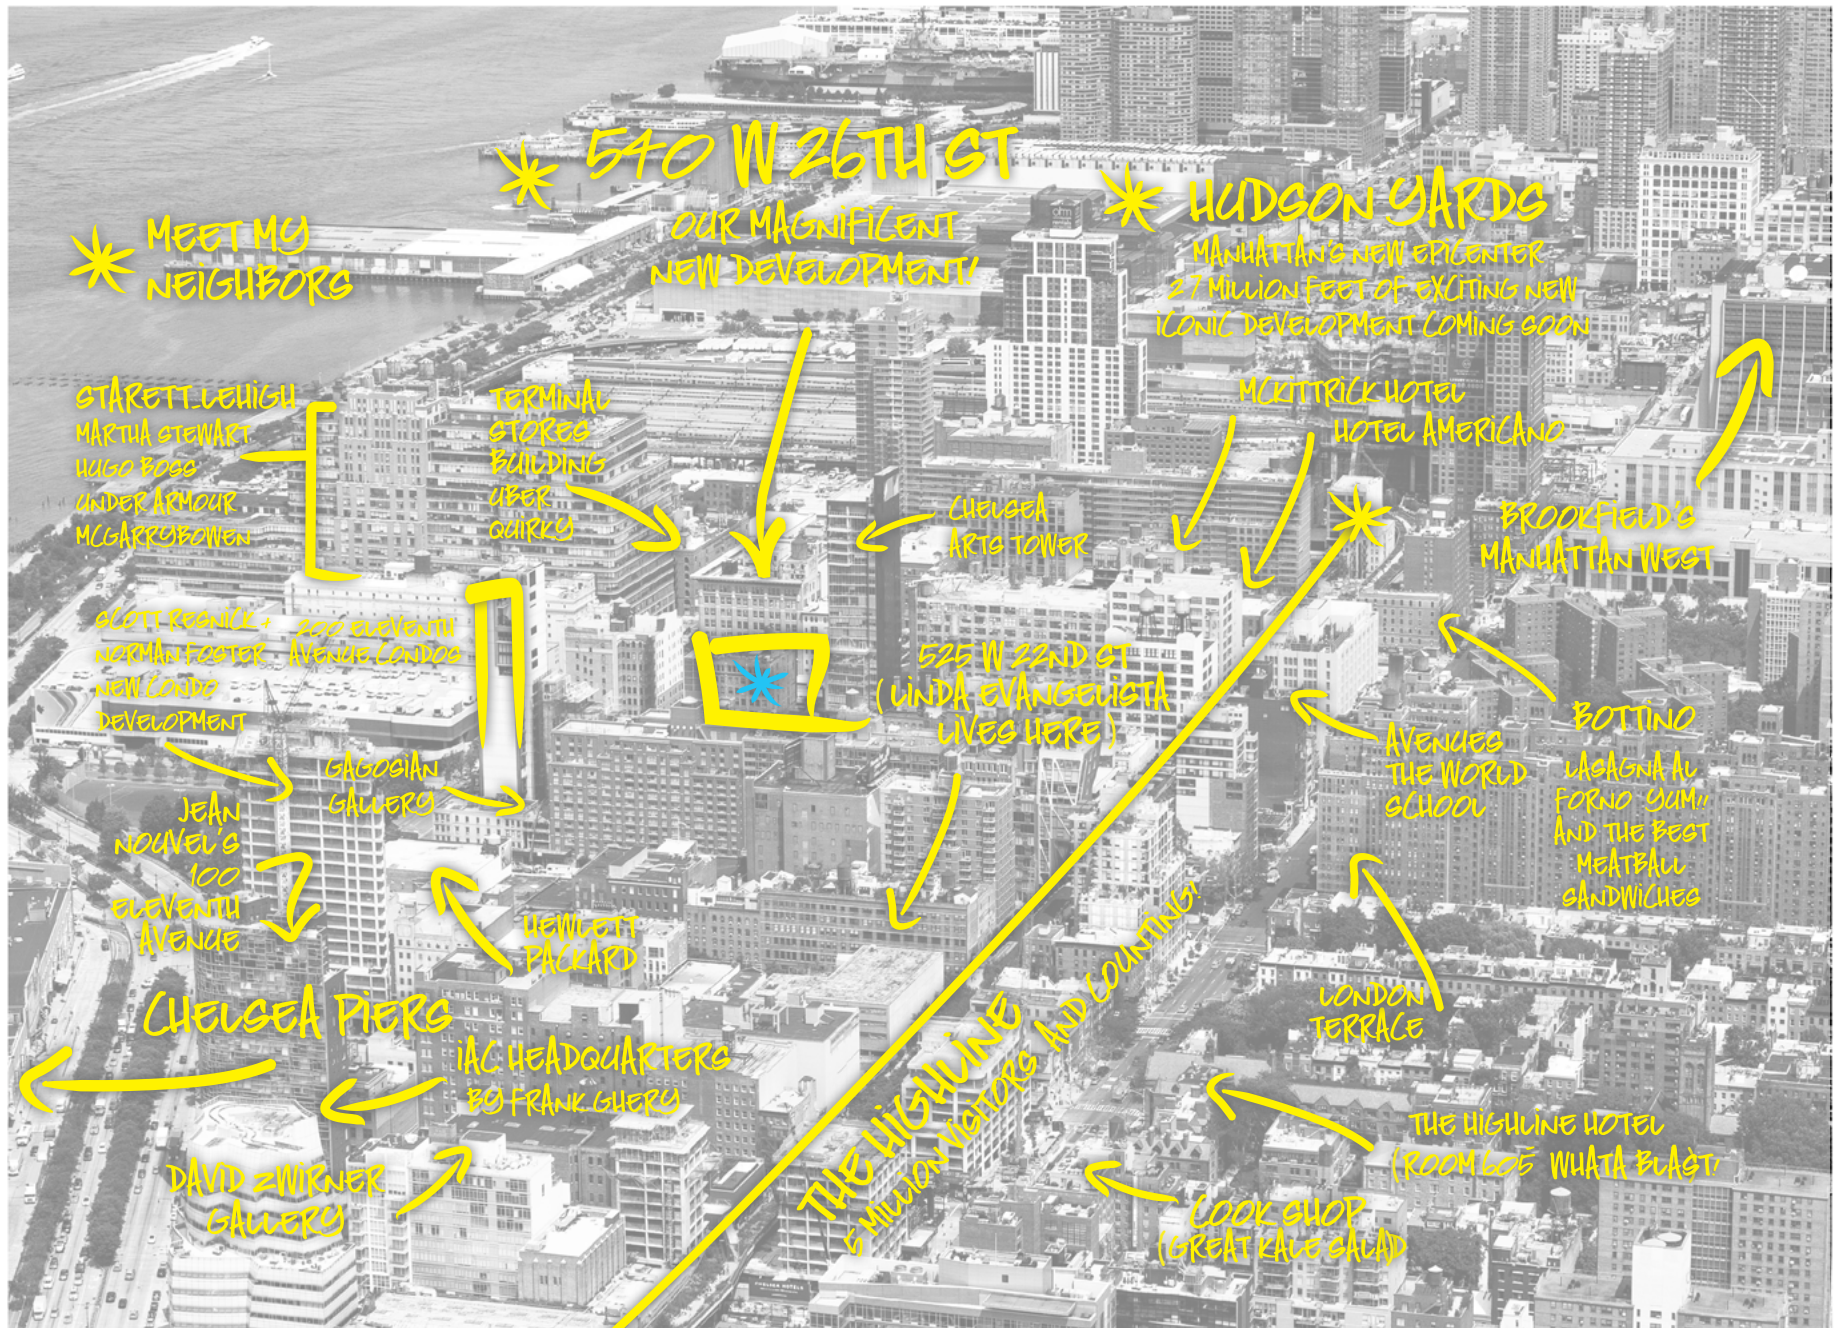 540 W 26TH ST
OUR MAGNIFICENT
NEW DEVELOPMENT!
HUDSON YARDS
MANHATTAN'S NEW EPICENTER
27 MILLION FEET OF EXCITING NEW
ICONIC DEVELOPMENT COMING SOON
MEET MY
NEIGHBORS
STARETT-LEHIGH
MARTHA STEWART
HUGO BOSS
UNDER ARMOUR
MCGARRYBOWEN
TERMINAL
STORES
BUILDING
UBER
QUIRKY
MCKITTRICK HOTEL
HOTEL AMERICANO
CHELSEA
ARTS TOWER
BROOKFIELD'S
MANHATTAN WEST
SCOTT RESNICK +
NORMAN FOSTER
NEW CONDO
DEVELOPMENT
200 ELEVENTH
AVENUE CONDOS
525 W 22ND ST
(LINDA EVANGELISTA
LIVES HERE)
BOTTINO
LASAGNA AL
FORNO YUM!!
AND THE BEST
MEATBALL
SANDWICHES
AVENUES
THE WORLD
SCHOOL
GAGOSIAN
GALLERY
JEAN
NOUVEL'S
100
ELEVENTH
AVENUE
HEWLETT
PACKARD
CHELSEA PIERS
LONDON
TERRACE
IAC HEADQUARTERS
BY FRANK GHERY
THE HIGHLINE
5 MILLION VISITORS AND COUNTING!
THE HIGHLINE HOTEL
(ROOM 605 WHATA BLAST!
DAVID ZWIRNER
GALLERY
COOK SHOP
(GREAT KALE SALAD)